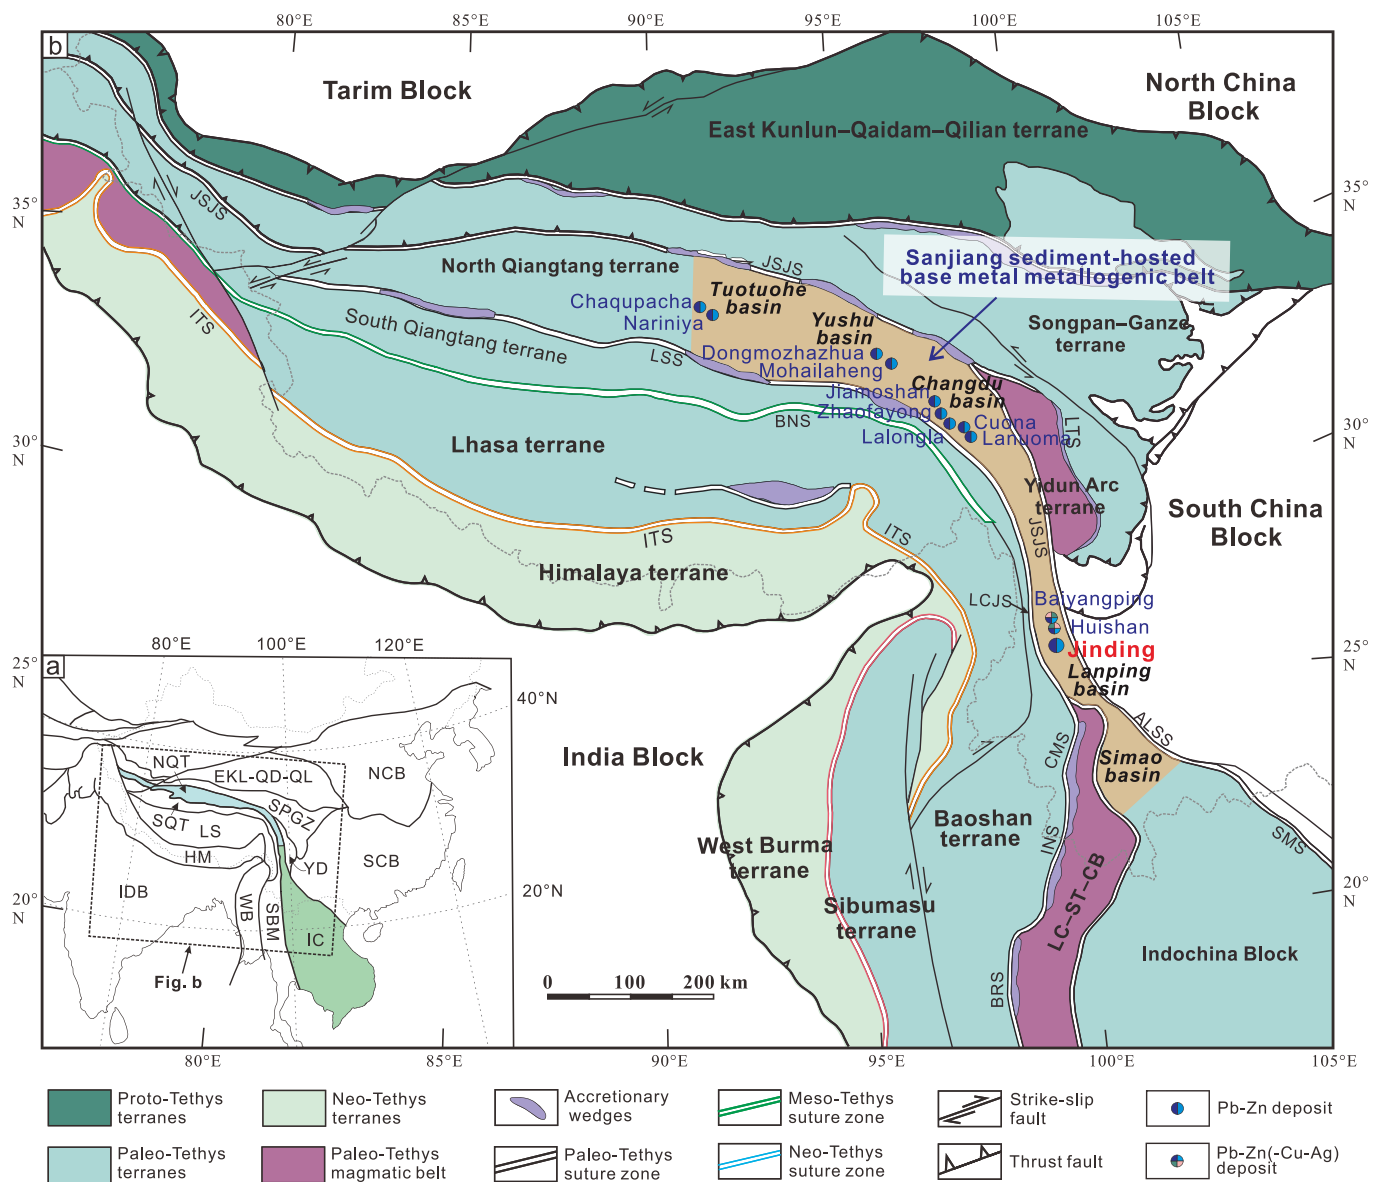 80°E
85°E
90°E
95°E
100°E
105°E
b
Tarim Block
North China
Block
East Kunlun–Qaidam–Qilian terrane
35°
N
35°
N
JSJS
Sanjiang sediment-hosted
base metal metallogenic belt
North Qiangtang terrane
JSJS
Tuotuohe
basin
Chaqupacha
Nariniya
ITS
South Qiangtang terrane
LSS
Yushu
basin
Songpan–Ganze
terrane
Dongmozhazhua
Mohailaheng
Changdu
basin
Jiamoshan
Zhaofayong
Cuona
Lalongla
Lanuoma
BNS
LTS
30°
N
30°
N
Lhasa terrane
Yidun Arc
terrane
South China
Block
JSJS
ITS
ITS
Himalaya terrane
LCJS
Baiyangping
Huishan
Jinding
Lanping
basin
25°
N
25°
N
ALSS
India Block
CMS
Simao
basin
SMS
Baoshan
terrane
West Burma
terrane
INS
LC–ST–CB
Sibumasu
terrane
20°
N
20°
N
BRS
Indochina Block
0
100
200 km
a
80°E
100°E
120°E
40°N
NQT
EKL-QD-QL
NCB
SQT
LS
SPGZ
HM
YD
SCB
IDB
20°N
WB
SBM
IC
Fig. b
80°E
85°E
90°E
95°E
100°E
105°E
Proto-Tethys
terranes
Neo-Tethys
terranes
Accretionary
wedges
Meso-Tethys
suture zone
Strike-slip
fault
Pb-Zn deposit
Paleo-Tethys
terranes
Paleo-Tethys
magmatic belt
Paleo-Tethys
suture zone
Neo-Tethys
suture zone
Thrust fault
Pb-Zn(-Cu-Ag)
deposit